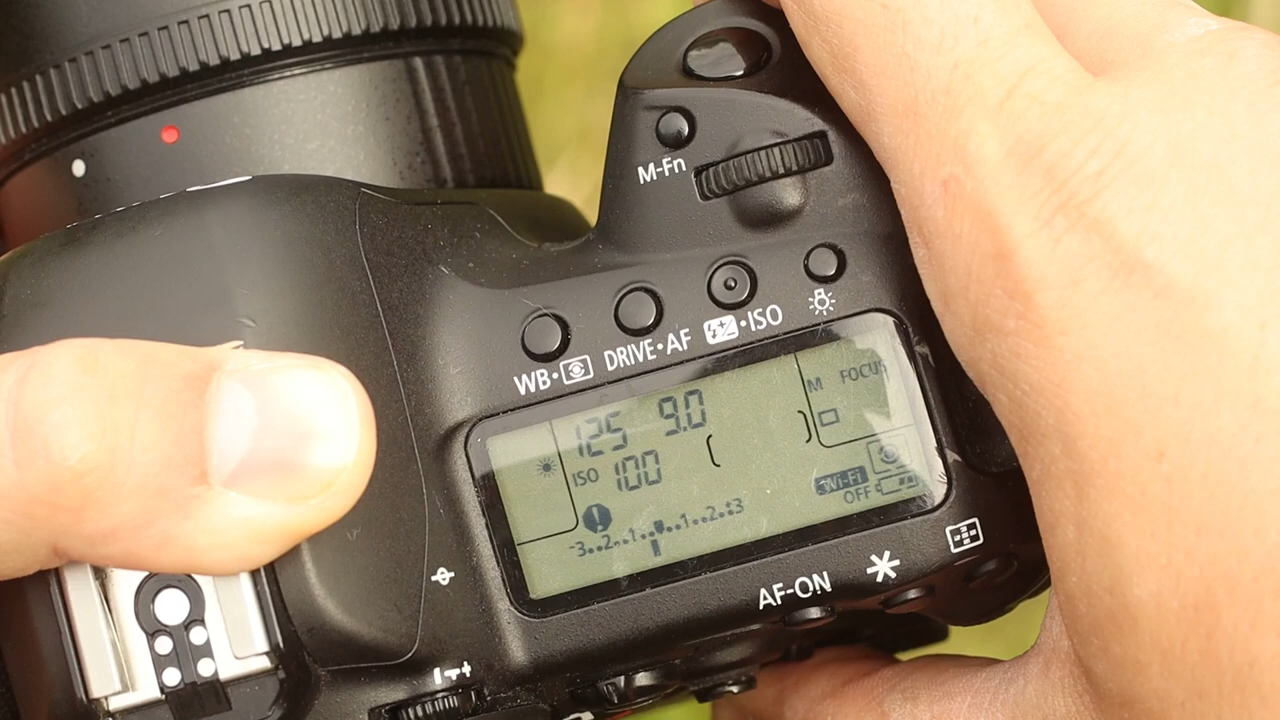 M-Fn
WB• DRIVE•AF •ISO
125 9.0
M FOCUS
ISO 100
Wi-Fi
OFF
-3..2..1..▮..1..2..:3
AF-ON